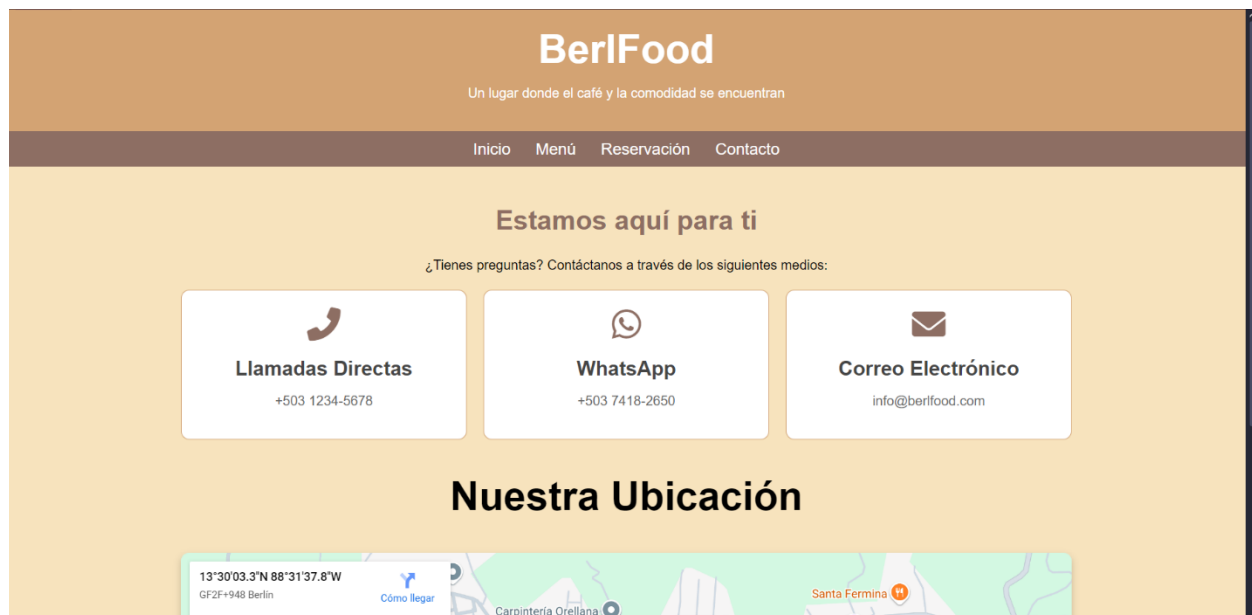 BerlFood
Un lugar donde el café y la comodidad se encuentran
Inicio Menú Reservación Contacto
Estamos aquí para ti
¿Tienes preguntas? Contáctanos a través de los siguientes medios:
Llamadas Directas
+503 1234-5678
WhatsApp
+503 7418-2650
Correo Electrónico
info@berlfood.com
Nuestra Ubicación
13°30'03.3"N 88°31'37.8"W
GF2F+948 Berlín
Cómo llegar
Carpintería Orellana
Santa Fermina